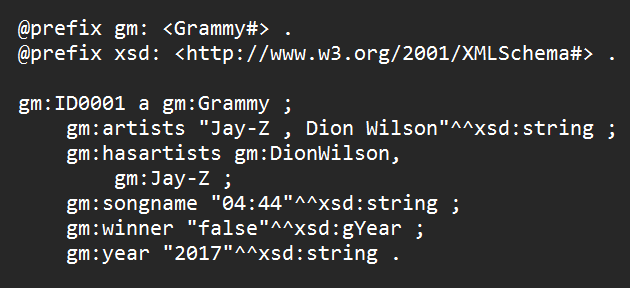 @prefix gm: <Grammy#> .
@prefix xsd: <http://www.w3.org/2001/XMLSchema#> .
gm:ID0001 a gm:Grammy ;
gm:artists "Jay-Z , Dion Wilson"^^xsd:string ;
gm:hasartists gm:DionWilson,
gm:Jay-Z ;
gm:songname "04:44"^^xsd:string ;
gm:winner "false"^^xsd:gYear ;
gm:year "2017"^^xsd:string .